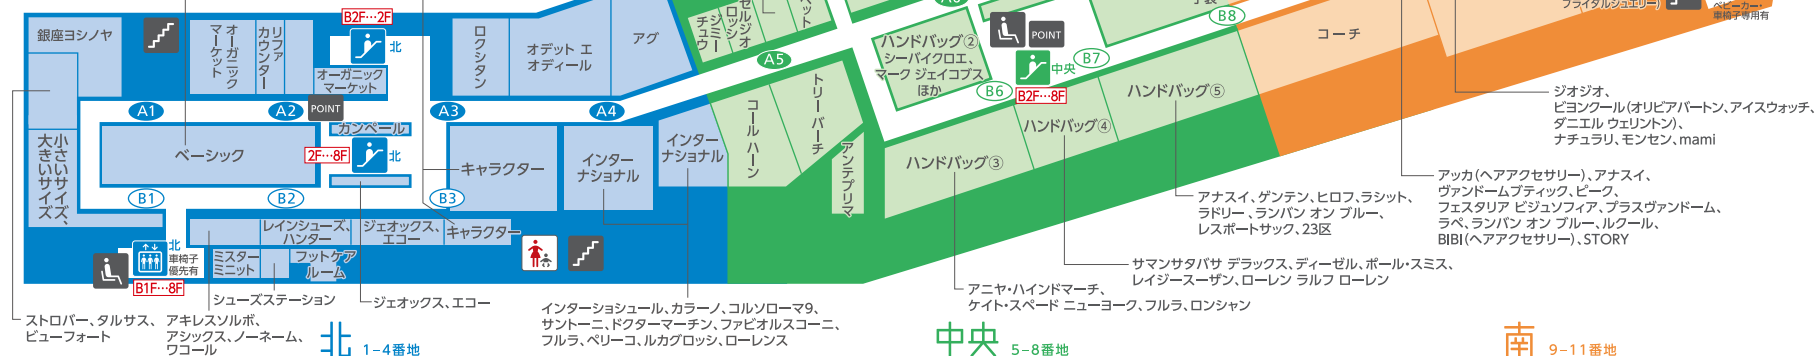 銀座ヨシノヤ
オーガニック
マーケット
リファ
カウンター
B2F…2F
北
オーガニック
マーケット
ロクシタン
オデット エ
オディール
アグ
ジミー
チュウ
セルジオ
ロッシ
ペット
A5
ハンドバッグ②
シーバイクロエ、
マーク ジェイコブス
ほか
POINT
中央
B2F…8F
B6
B7
B8
コーチ
ブライダルジュエリー)
ベビーカー・
車椅子専用有
A1
A2
POINT
A3
A4
カンペール
2F…8F
北
ベーシック
キャラクター
インター
ナショナル
インター
ナショナル
コールハーン
トリーバーチ
アンテプリマ
ハンドバッグ③
ハンドバッグ④
ハンドバッグ⑤
小さいサイズ、
大きいサイズ
B1
B2
B3
レインシューズ、
ハンター
ジェオックス、
エコー
キャラクター
北
車椅子
優先有
B1F…8F
ミスター
ミニット
フットケア
ルーム
シューズステーション
ジェオックス、エコー
ストロバー、タルサス、
ビューフォート
アキレスソルボ、
アシックス、ノーネーム、
ワコール
インターショシュール、カラーノ、コルソローマ9、
サントーニ、ドクターマーチン、ファビオルスコーニ、
フルラ、ペリーコ、ルカグロッシ、ローレンス
アニヤ・ハインドマーチ、
ケイト・スペード ニューヨーク、フルラ、ロンシャン
サマンサタバサ デラックス、ディーゼル、ポール・スミス、
レイジースーザン、ローレン ラルフ ローレン
アナスイ、ゲンテン、ヒロフ、ラシット、
ラドリー、ランバン オン ブルー、
レスポートサック、23区
アッカ(ヘアアクセサリー)、アナスイ、
ヴァンドームブティック、ピーク、
フェスタリア ビジュソフィア、プラスヴァンドーム、
ラペ、ランバン オン ブルー、ルクール、
BIBI(ヘアアクセサリー)、STORY
ジオジオ、
ビヨンクール(オリビアバートン、アイスウォッチ、
ダニエル ウェリントン)、
ナチュラリ、モンセン、mami
北 1–4番地
中央 5–8番地
南 9–11番地